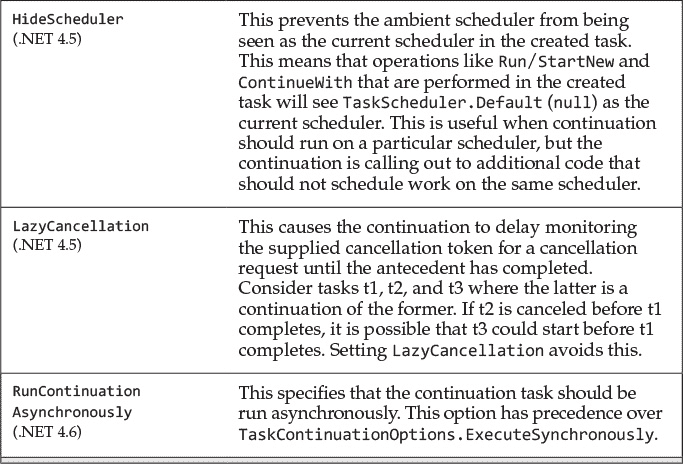 HideScheduler
(.NET 4.5)
This prevents the ambient scheduler from being
seen as the current scheduler in the created task.
This means that operations like Run/StartNew and
ContinueWith that are performed in the created
task will see TaskScheduler.Default (null) as the
current scheduler. This is useful when continuation
should run on a particular scheduler, but the
continuation is calling out to additional code that
should not schedule work on the same scheduler.
LazyCancellation
(.NET 4.5)
This causes the continuation to delay monitoring
the supplied cancellation token for a cancellation
request until the antecedent has completed.
Consider tasks t1, t2, and t3 where the latter is a
continuation of the former. If t2 is canceled before t1
completes, it is possible that t3 could start before t1
completes. Setting LazyCancellation avoids this.
RunContinuation
Asynchronously
(.NET 4.6)
This specifies that the continuation task should be
run asynchronously. This option has precedence over
TaskContinuationOptions.ExecuteSynchronously.